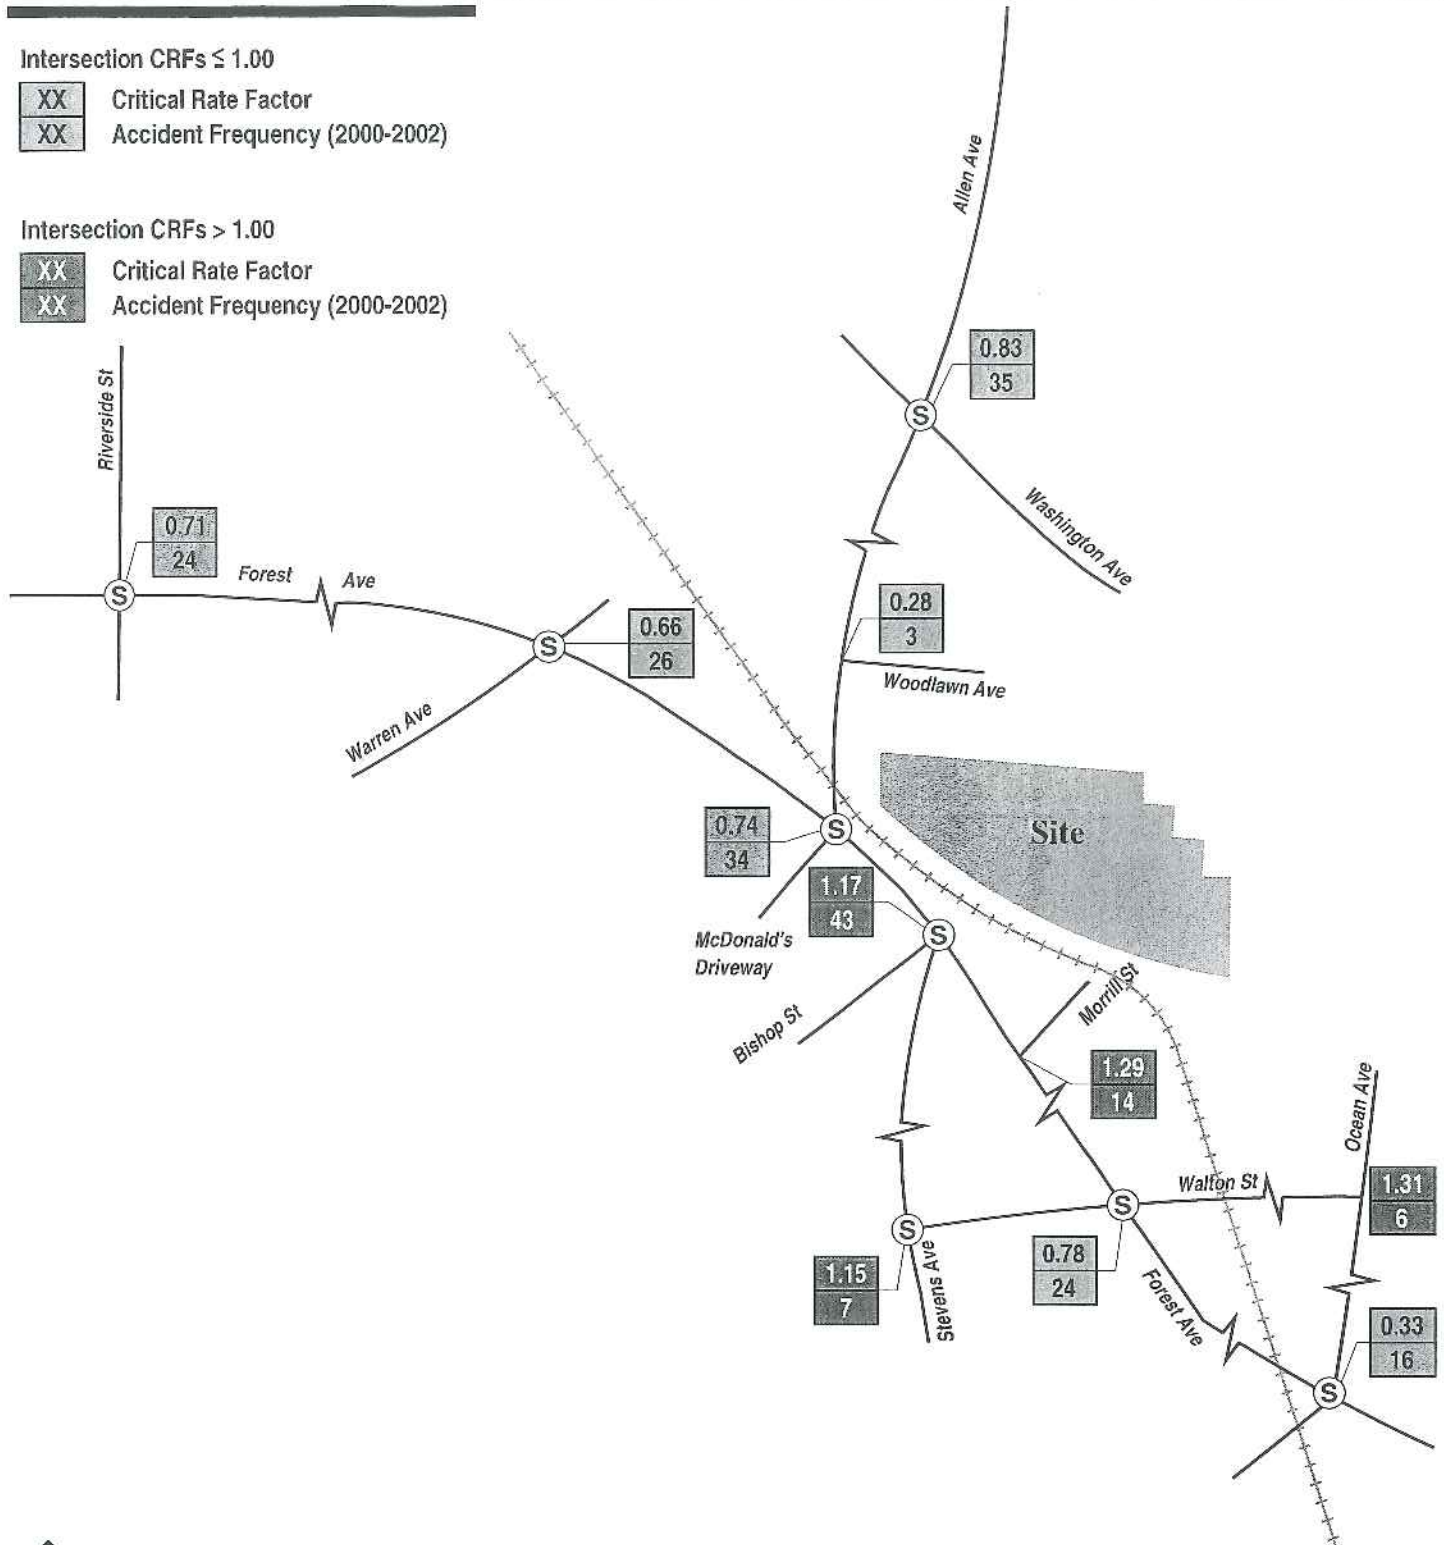 Intersection CRFs ≤ 1.00
XX Critical Rate Factor
XX Accident Frequency (2000-2002)
Intersection CRFs > 1.00
XX Critical Rate Factor
XX Accident Frequency (2000-2002)
Allen Ave
0.83
35
S
Riverside St
Washington Ave
0.71
24
S
Forest Ave
0.28
3
Woodlawn Ave
S
0.66
26
Warren Ave
Site
0.74
34
S
1.17
43
S
McDonald's
Driveway
Bishop St
Morrill St
1.29
14
Ocean Ave
Walton St
1.31
6
S
S
1.15
7
Stevens Ave
0.78
24
Forest Ave
0.33
16
S